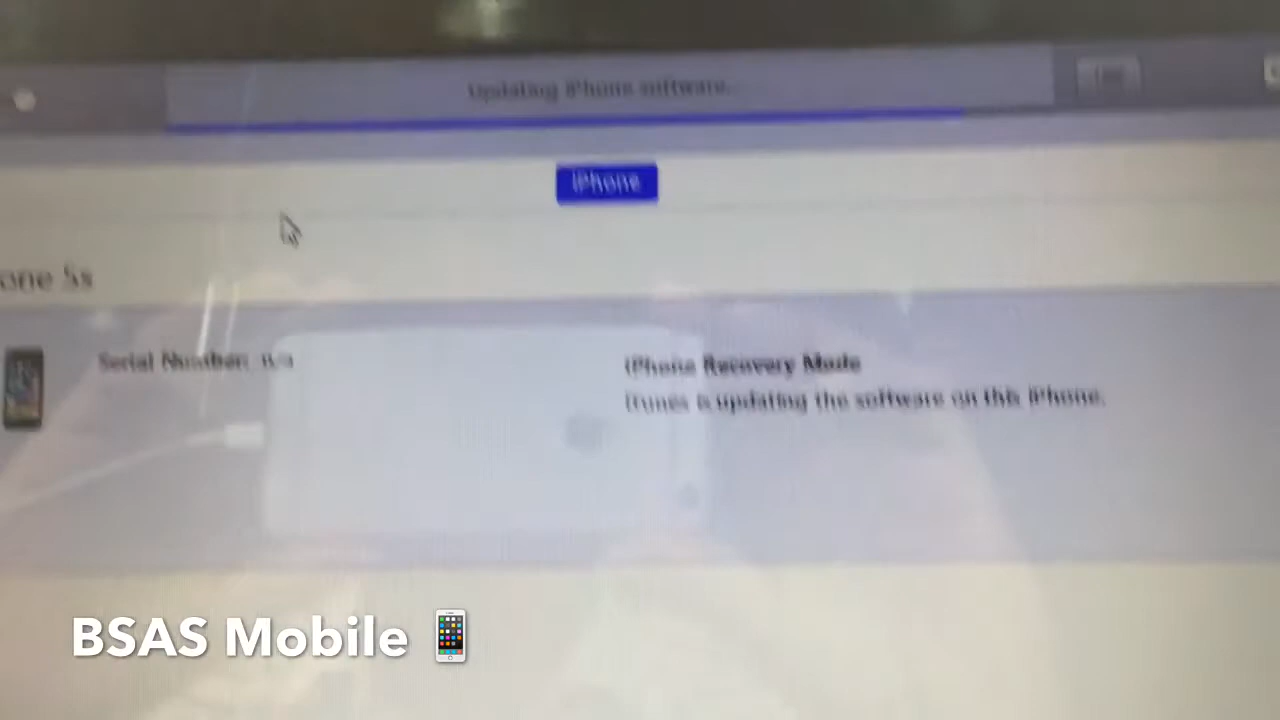 Updating iPhone software...
iPhone
one 5s
Serial Number: n/a
iPhone Recovery Mode
iTunes is updating the software on this iPhone.
BSAS Mobile 📱